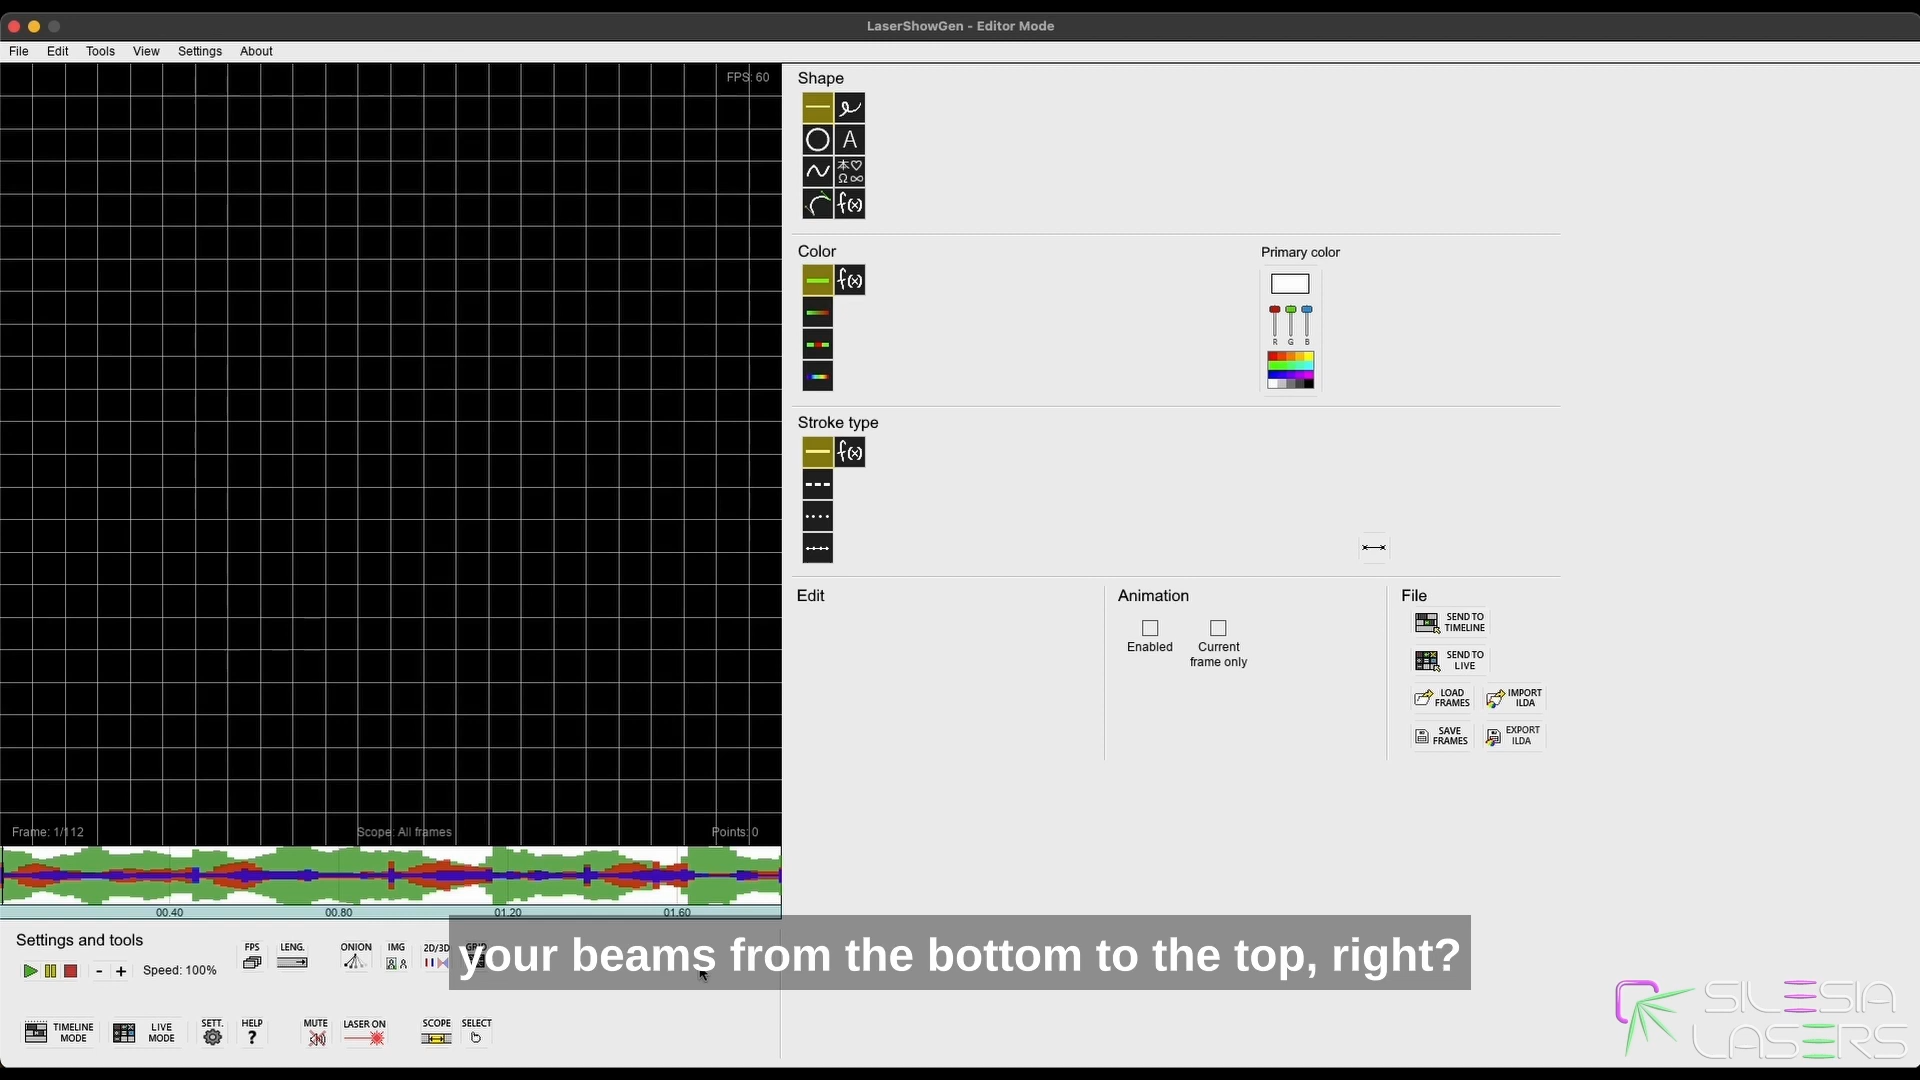 LaserShowGen - Editor Mode
File Edit Tools View Settings About
FPS: 60
Shape
A
本♡
Ω∞
f(x)
Color
f(x)
Primary color
R G B
Stroke type
f(x)
Edit
Animation
Enabled
Current
frame only
File
SEND TO
TIMELINE
SEND TO
LIVE
LOAD
FRAMES
IMPORT
ILDA
SAVE
FRAMES
EXPORT
ILDA
Frame: 1/112
Scope: All frames
Points: 0
00.40 00.80 01.20 01.60
Settings and tools
- + Speed: 100%
FPS
LENG.
ONION
IMG
2D/3D
GRID
your beams from the bottom to the top, right?
TIMELINE
MODE
LIVE
MODE
SETT.
HELP
?
MUTE
LASER ON
SCOPE
SELECT
SILESIA
LASERS